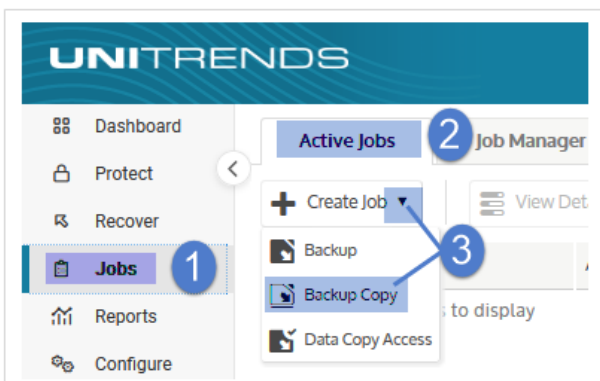 UNITRENDS
Dashboard
Protect
Recover
Jobs 1
Reports
Configure
Active Jobs 2 Job Manager
Create Job View Det
3
Backup
Backup Copy
to display
Data Copy Access